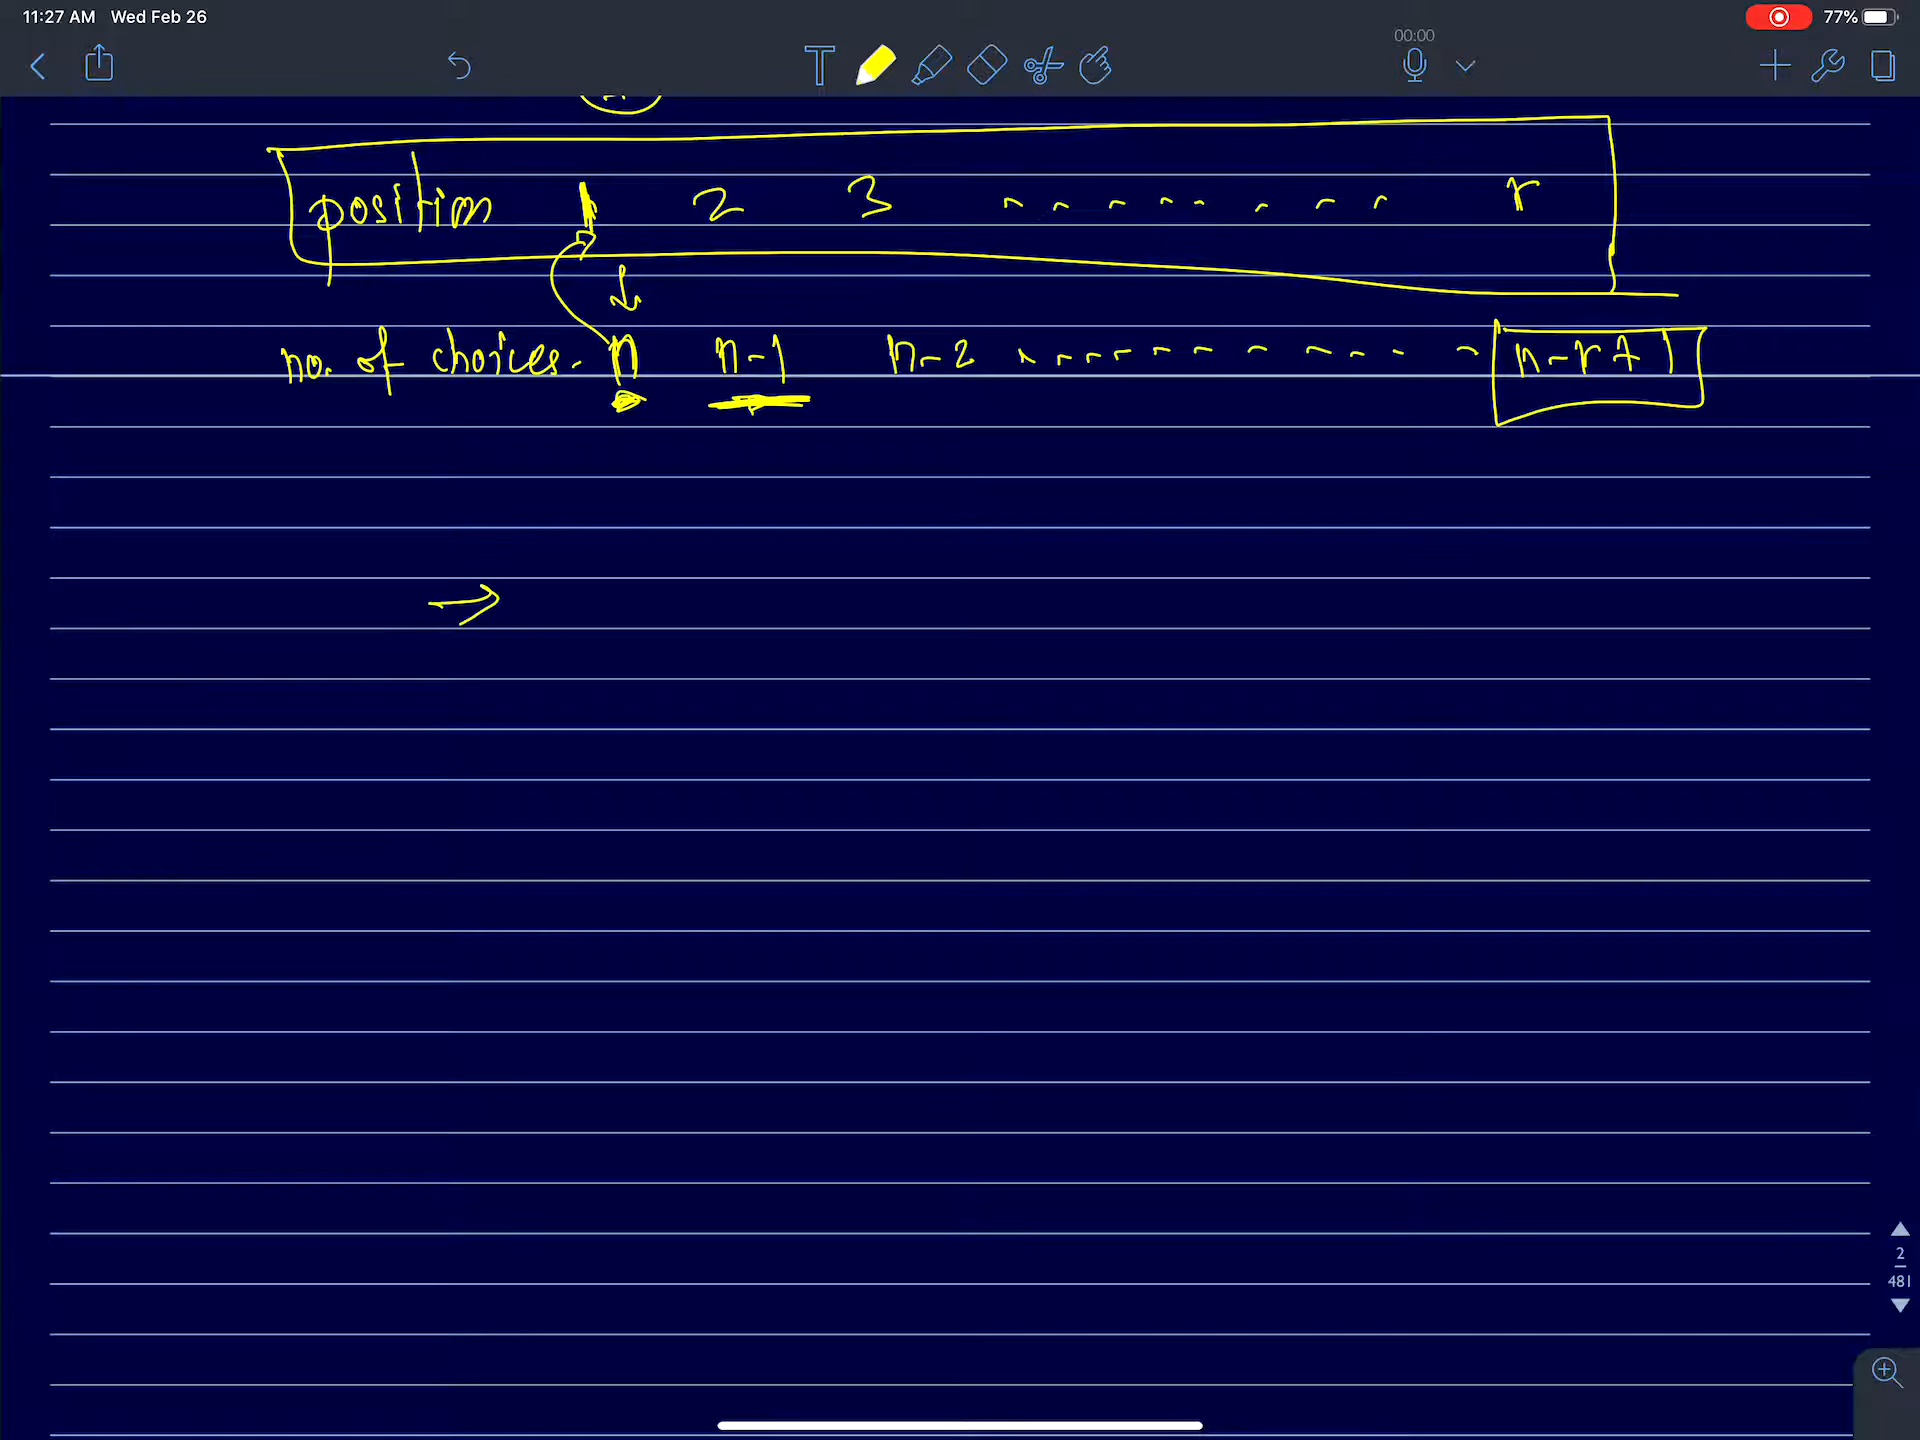 11:27 AM Wed Feb 26
77%
00:00
position 1 2 3 - - - - - - - - r
no. of choices. n n-1 n-2 - - - - - - - - - - n-r+1
2
481